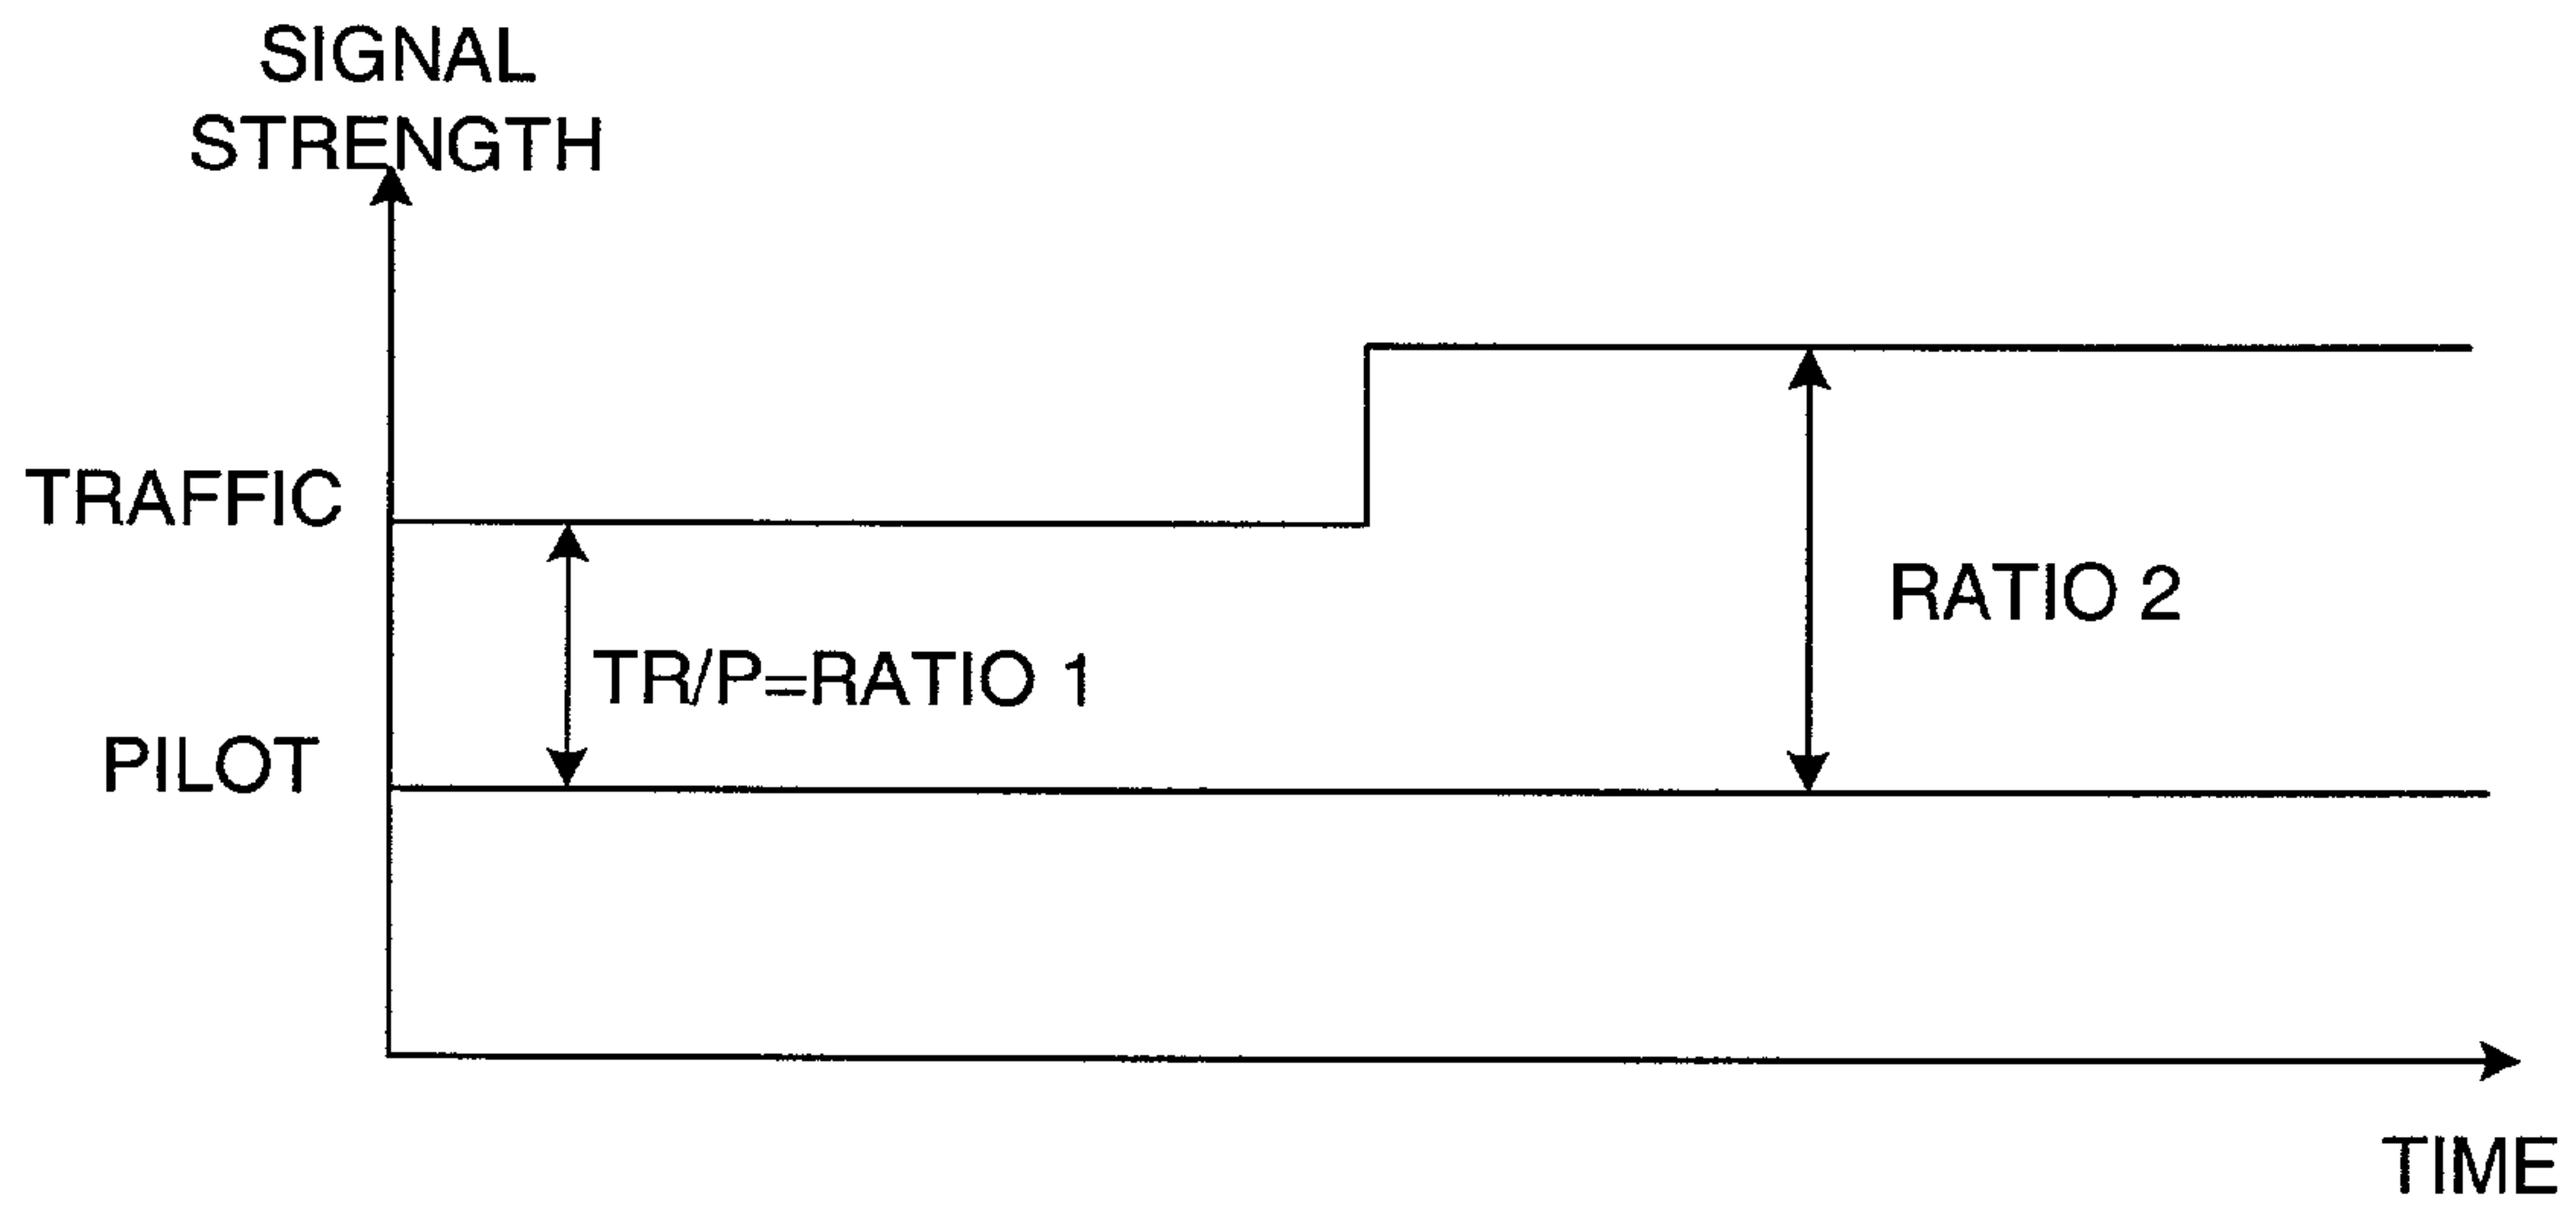 SIGNAL
STRENGTH
TRAFFIC
RATIO 2
TR/P=RATIO 1
PILOT
TIME